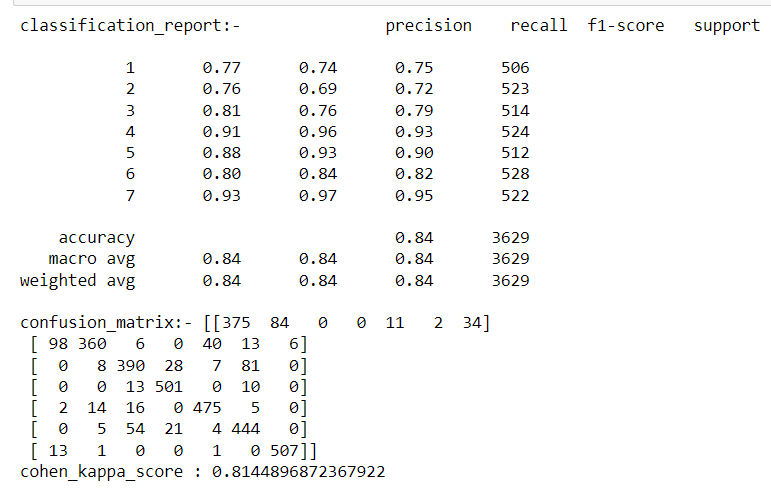 classification_report:-               precision    recall  f1-score   support

           1       0.77      0.74      0.75       506
           2       0.76      0.69      0.72       523
           3       0.81      0.76      0.79       514
           4       0.91      0.96      0.93       524
           5       0.88      0.93      0.90       512
           6       0.80      0.84      0.82       528
           7       0.93      0.97      0.95       522

    accuracy                           0.84      3629
   macro avg       0.84      0.84      0.84      3629
weighted avg       0.84      0.84      0.84      3629

confusion_matrix:- [[375  84   0   0  11   2  34]
 [ 98 360   6   0  40  13   6]
 [  0   8 390  28   7  81   0]
 [  0   0  13 501   0  10   0]
 [  2  14  16   0 475   5   0]
 [  0   5  54  21   4 444   0]
 [ 13   1   0   0   1   0 507]]
cohen_kappa_score : 0.8144896872367922